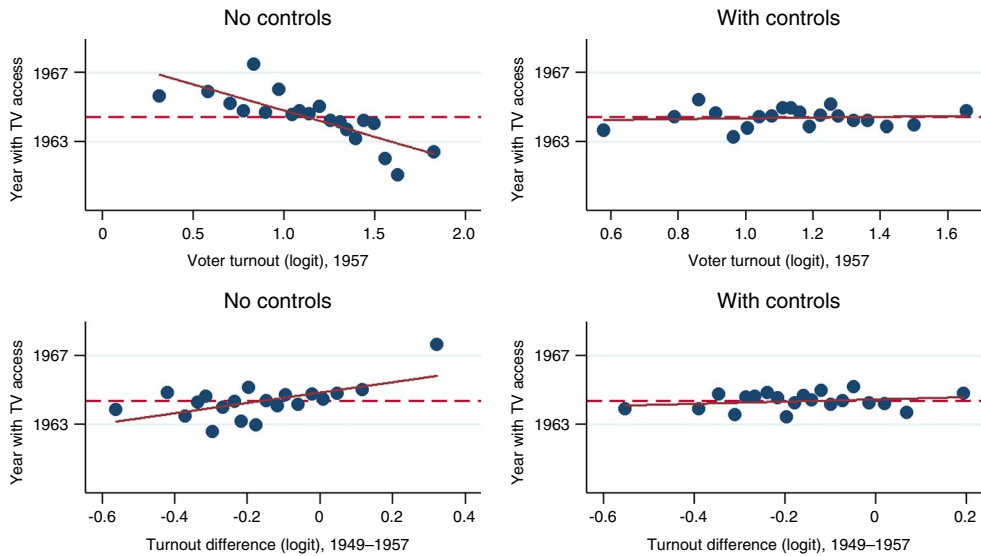 No controls
Year with TV access
1967
1963
0 0.5 1.0 1.5 2.0
Voter turnout (logit), 1957
With controls
Year with TV access
1967
1963
0.6 0.8 1.0 1.2 1.4 1.6
Voter turnout (logit), 1957
No controls
Year with TV access
1967
1963
-0.6 -0.4 -0.2 0 0.2 0.4
Turnout difference (logit), 1949–1957
With controls
Year with TV access
1967
1963
-0.6 -0.4 -0.2 0 0.2
Turnout difference (logit), 1949–1957